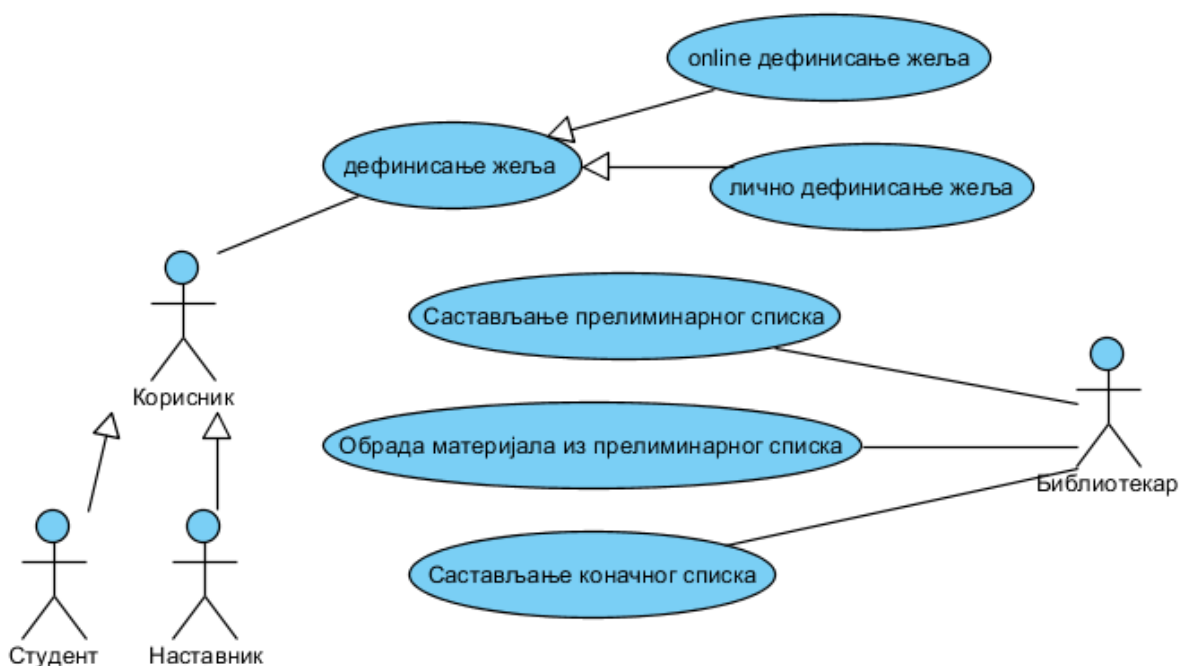 online дефинисање жеља
дефинисање жеља
лично дефинисање жеља
Састављање прелиминарног списка
Корисник
Обрада материјала из прелиминарног списка
Библиотекар
Састављање коначног списка
Студент
Наставник